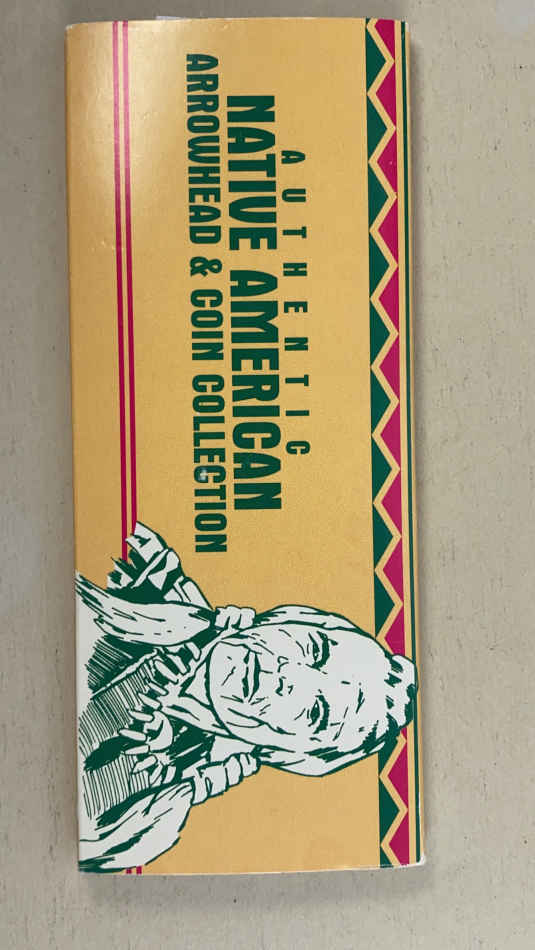 AUTHENTIC
NATIVE AMERICAN
ARROWHEAD & COIN COLLECTION